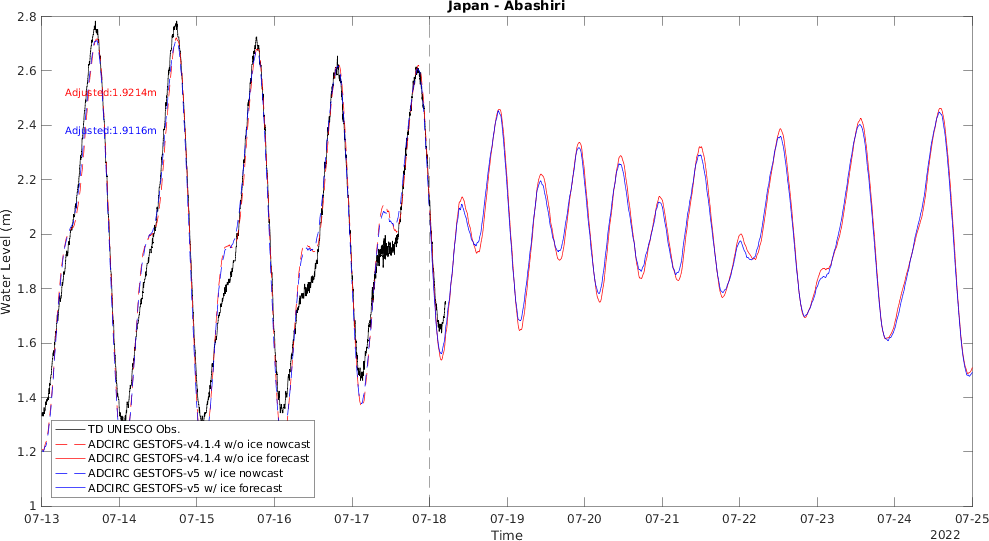 Japan - Abashiri
2.8
2.6
2.4
2.2
2
1.8
1.6
1.4
1.2
1
Water Level (m)
Adjusted:1.9214m
Adjusted:1.9116m
TD UNESCO Obs.
ADCIRC GESTOFS-v4.1.4 w/o ice nowcast
ADCIRC GESTOFS-v4.1.4 w/o ice forecast
ADCIRC GESTOFS-v5 w/ ice nowcast
ADCIRC GESTOFS-v5 w/ ice forecast
07-13 07-14 07-15 07-16 07-17 07-18 07-19 07-20 07-21 07-22 07-23 07-24 07-25
Time
2022